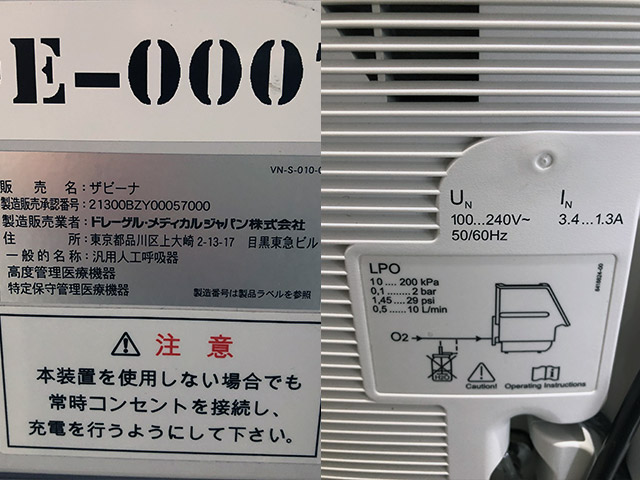 E-000
VN-S-010-
販売名：ザビーナ
製造販売承認番号：21300BZY00057000
製造販売業者：ドレーゲル・メディカルジャパン株式会社
住所：東京都品川区上大崎 2-13-17 目黒東急ビル
一般的名称：汎用人工呼吸器
高度管理医療機器
特定保守管理医療機器
製造番号は製品ラベルを参照
注 意
本装置を使用しない場合でも
常時コンセントを接続し、
充電を行うようにして下さい。
UN IN
100...240V~ 3.4...1.3A
50/60Hz
LPO
10 .... 200 kPa
0,1 ........ 2 bar
1,45 .... 29 psi
0,5 ..... 10 L/min
O2
H2O
Caution! Operating Instructions